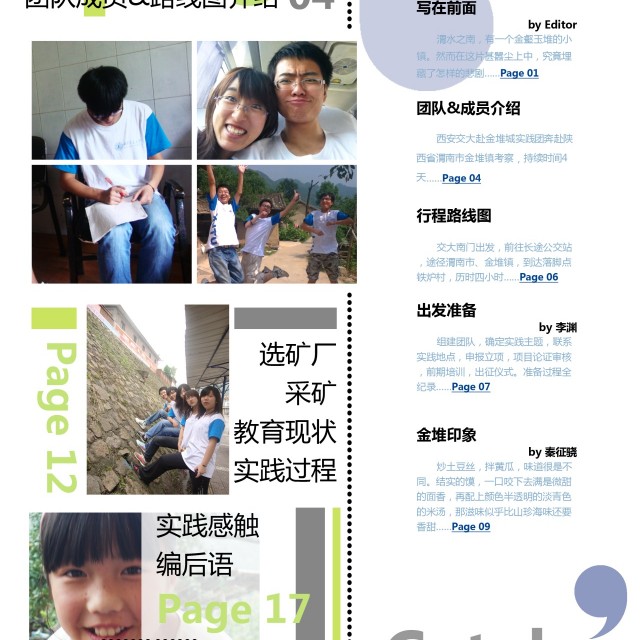 团队成员&路线图介绍 04
选矿厂
采矿
教育现状
实践过程
Page 12
实践感触
编后语
Page 17
写在前面
by Editor
渭水之南，有一个金甑玉堆的小
镇。然而在这片甚嚣尘上中，究竟埋
藏了怎样的悲剧……Page 01
团队&成员介绍
西安交大赴金堆城实践团奔赴陕
西省渭南市金堆镇考察，持续时间4
天……Page 04
行程路线图
交大南门出发，前往长途公交站
，途径渭南市、金堆镇，到达落脚点
铁炉村，历时四小时……Page 06
出发准备
by 李渊
组建团队，确定实践主题，联系
实践地点，申报立项，项目论证审核
，前期培训，出征仪式。准备过程全
纪录……Page 07
金堆印象
by 秦征骁
炒土豆丝，拌黄瓜，味道很是不
同。结实的馍，一口咬下去满是微甜
的面香，再配上颜色半透明的淡青色
的米汤，那滋味似乎比山珍海味还要
香甜……Page 09